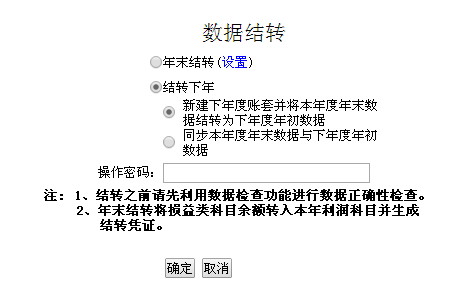 数据结转
年末结转(设置)
结转下年
新建下年度账套并将本年度年末数
据结转为下年度年初数据
同步本年度年末数据与下年度年初
数据
操作密码：
注：1、结转之前请先利用数据检查功能进行数据正确性检查。
2、年末结转将损益类科目余额转入本年利润科目并生成
结转凭证。
确定 取消